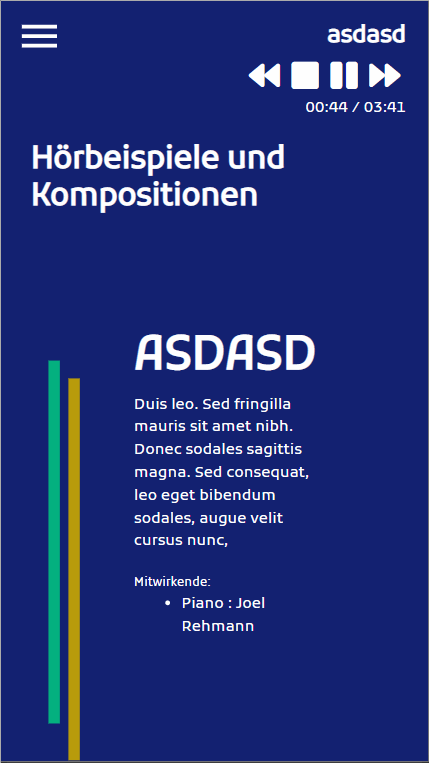 asdasd
00:44 / 03:41
Hörbeispiele und
Kompositionen
ASDASD
Duis leo. Sed fringilla
mauris sit amet nibh.
Donec sodales sagittis
magna. Sed consequat,
leo eget bibendum
sodales, augue velit
cursus nunc,
Mitwirkende:
• Piano : Joel
Rehmann